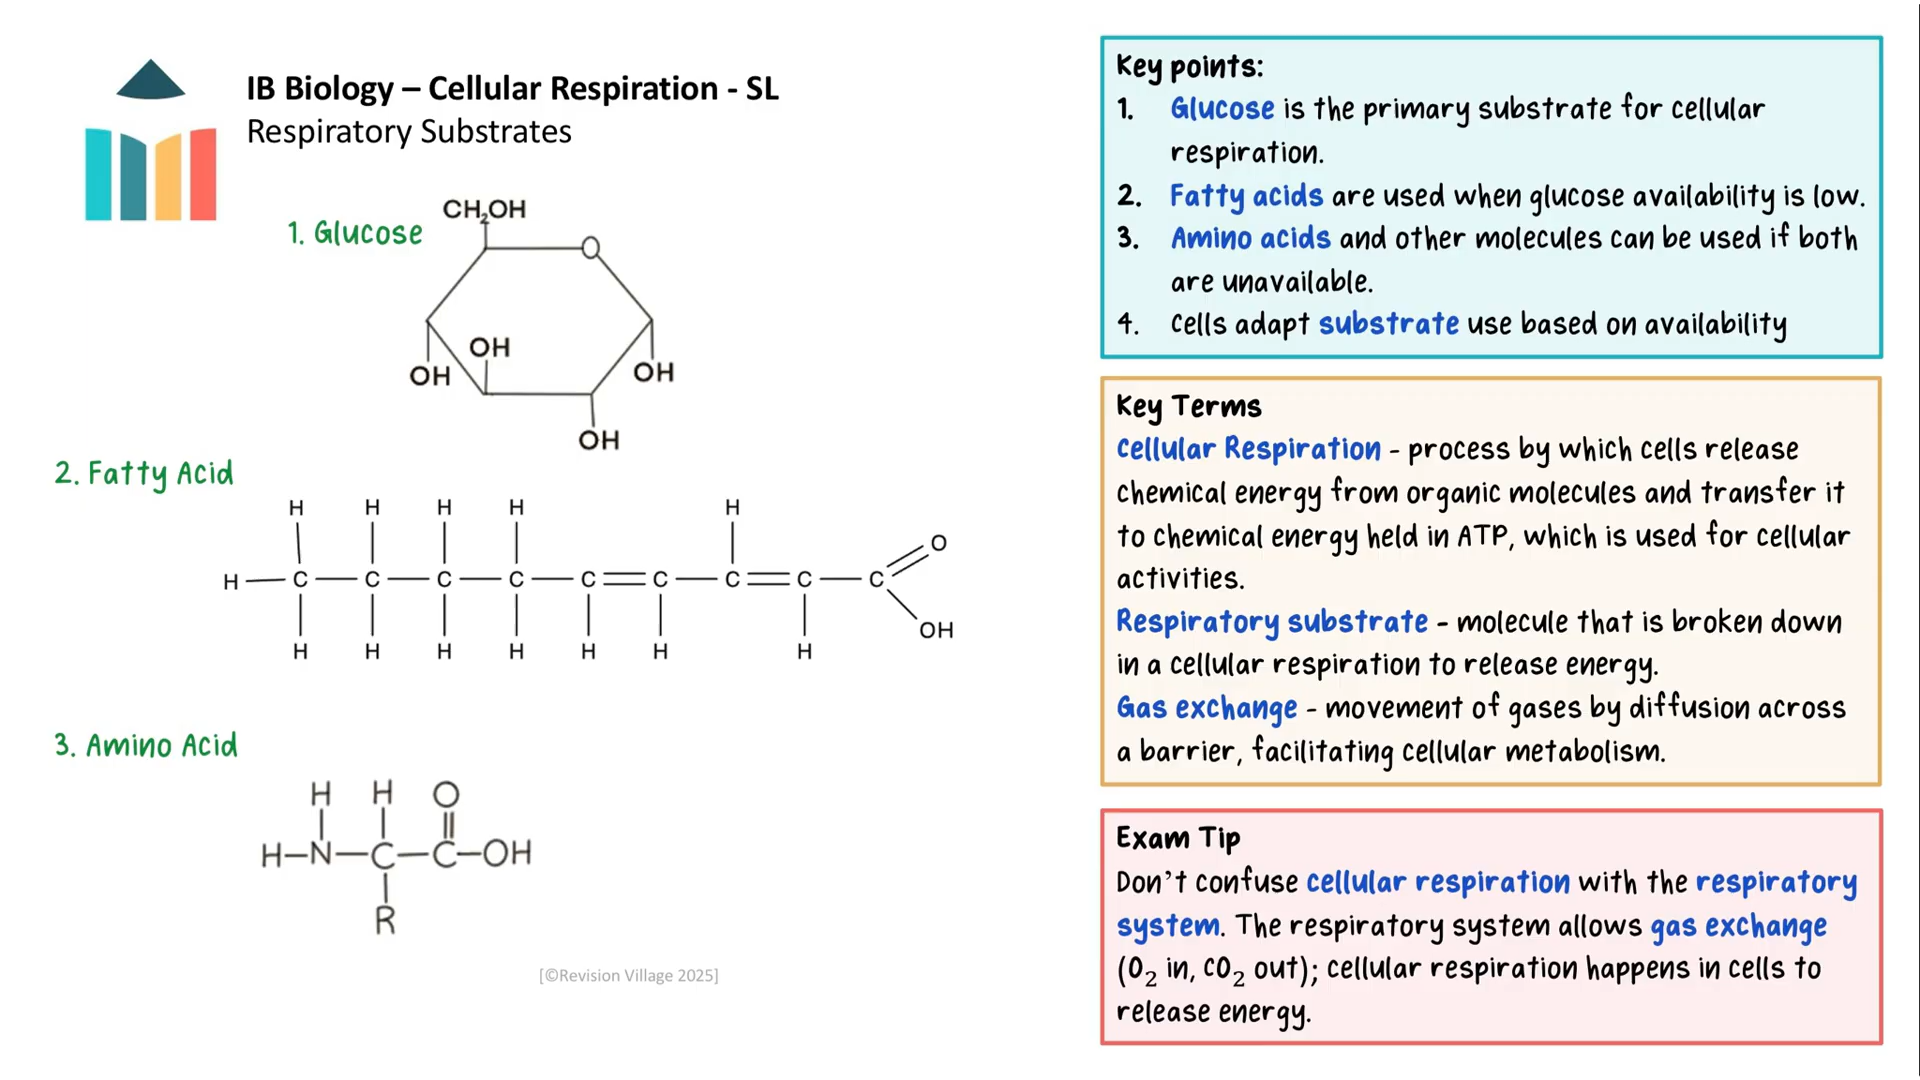 IB Biology – Cellular Respiration - SL
Respiratory Substrates
1. Glucose
CH₂OH
O
OH
OH
OH
OH
2. Fatty Acid
H H H H H
O
H C C C C C C C C C
OH
H H H H H H H
3. Amino Acid
H H O
H–N–C–C–OH
R
[©Revision Village 2025]
Key points:
1. Glucose is the primary substrate for cellular
respiration.
2. Fatty acids are used when glucose availability is low.
3. Amino acids and other molecules can be used if both
are unavailable.
4. Cells adapt substrate use based on availability
Key Terms
Cellular Respiration - process by which cells release
chemical energy from organic molecules and transfer it
to chemical energy held in ATP, which is used for cellular
activities.
Respiratory substrate – molecule that is broken down
in a cellular respiration to release energy.
Gas exchange - movement of gases by diffusion across
a barrier, facilitating cellular metabolism.
Exam Tip
Don't confuse cellular respiration with the respiratory
system. The respiratory system allows gas exchange
(O₂ in, CO₂ out); cellular respiration happens in cells to
release energy.